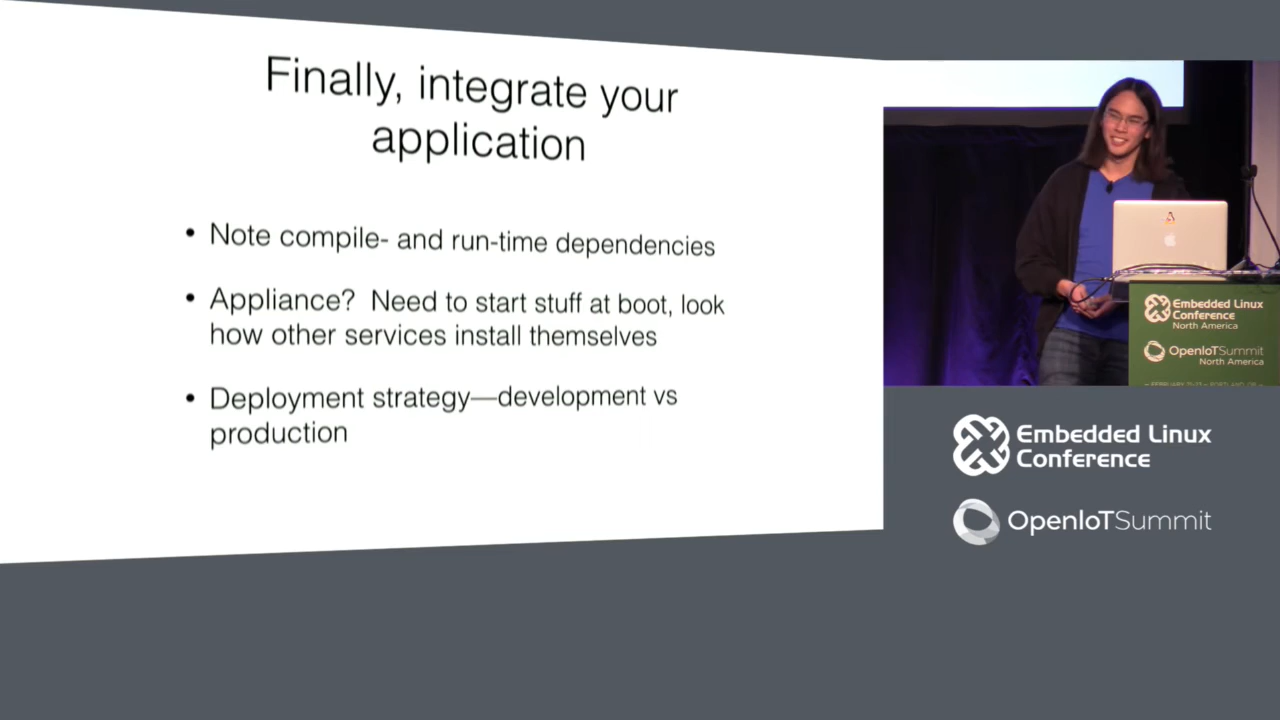 Finally, integrate your
application
• Note compile- and run-time dependencies
• Appliance? Need to start stuff at boot, look
how other services install themselves
• Deployment strategy—development vs
production
Embedded Linux
Conference
North America
OpenIoTSummit
North America
Embedded Linux
Conference
OpenIoTSummit